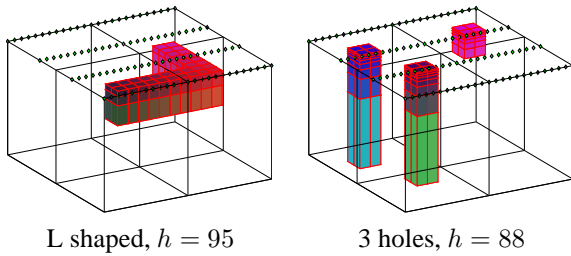 L shaped, h = 95
3 holes, h = 88